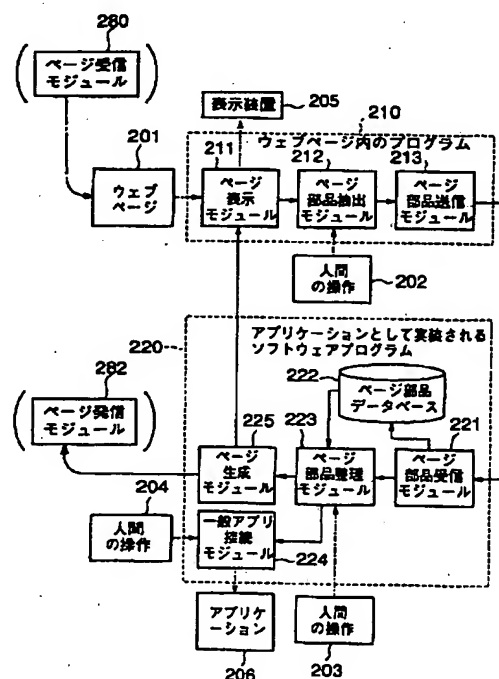 280
ページ受信
モジュール
表示装置
205
210
ウェブページ内のプログラム
201
211
212
213
ウェブ
ページ
ページ
表示
モジュール
ページ
部品抽出
モジュール
ページ
部品送信
モジュール
人間
の操作
202
220
アプリケーションとして実装される
ソフトウェアプログラム
282
ページ発信
モジュール
222
ページ部品
データベース
225
223
221
ページ
生成
モジュール
ページ
部品整理
モジュール
ページ
部品受信
モジュール
204
人間
の操作
一般アプリ
接続
モジュール
224
アプリケー
ション
206
人間
の操作
203